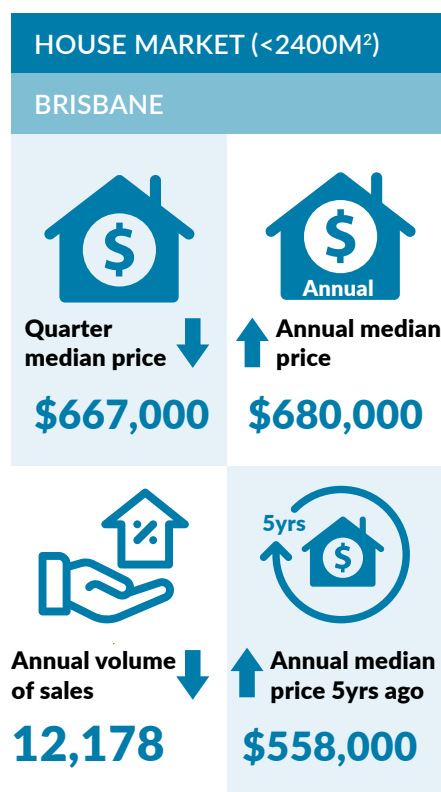 HOUSE MARKET (<2400M²)
BRISBANE
$
$
Annual
Quarter
median price
Annual median
price
$667,000
$680,000
%
5yrs
$
Annual volume
of sales
Annual median
price 5yrs ago
12,178
$558,000